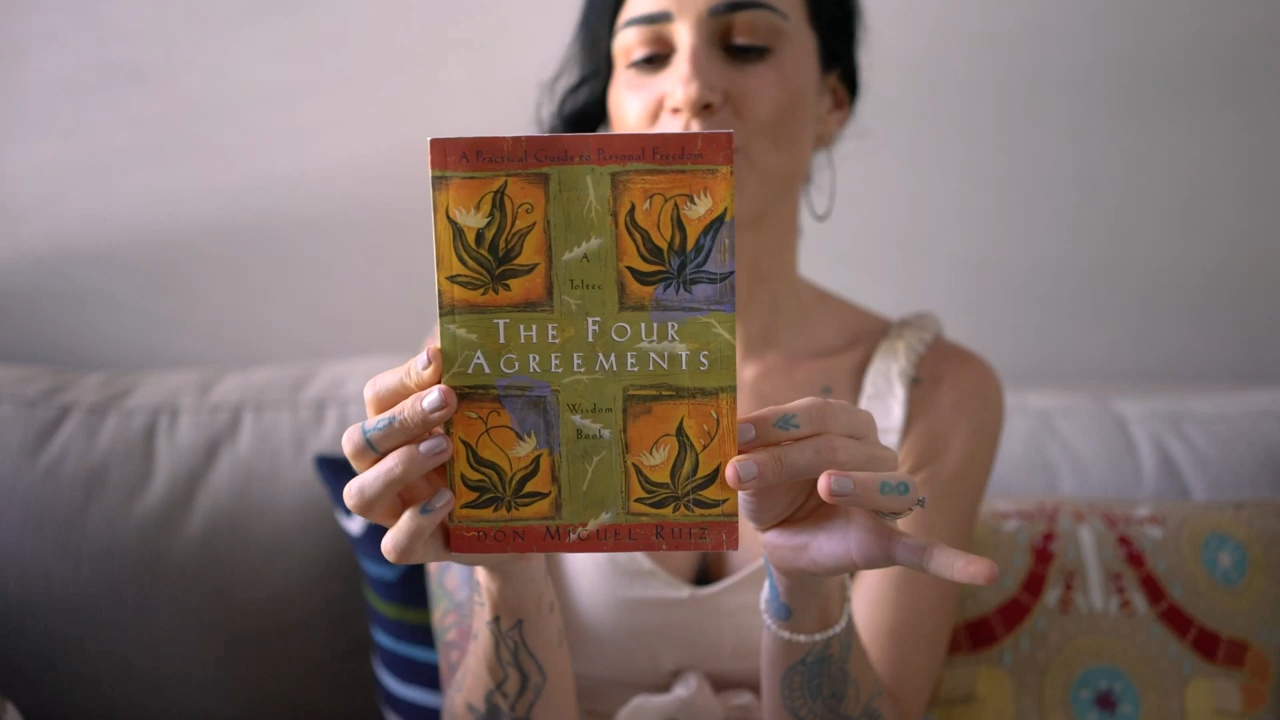 A Practical Guide to Personal Freedom
A
Toltec
THE FOUR
AGREEMENTS
Wisdom
Book
DON MIGUEL RUIZ